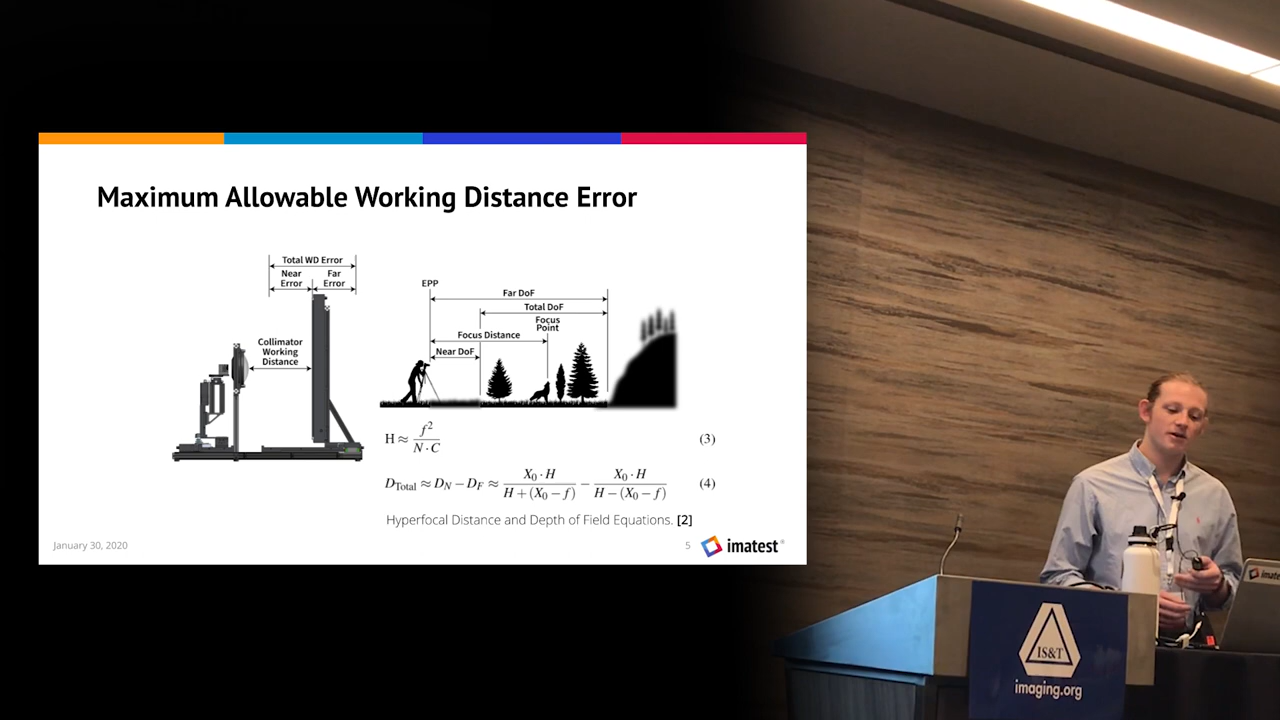 Maximum Allowable Working Distance Error
Total WD Error
Near Error
Far Error
Collimator
Working
Distance
EPP
Far DoF
Total DoF
Focus
Point
Focus Distance
Near DoF
H ≈ f² / N · C (3)
D_Total ≈ D_N − D_F ≈ X₀ · H / H + (X₀ − f) − X₀ · H / H − (X₀ − f) (4)
Hyperfocal Distance and Depth of Field Equations. [2]
January 30, 2020
5
imatest®
imatest
IS&T
imaging.org